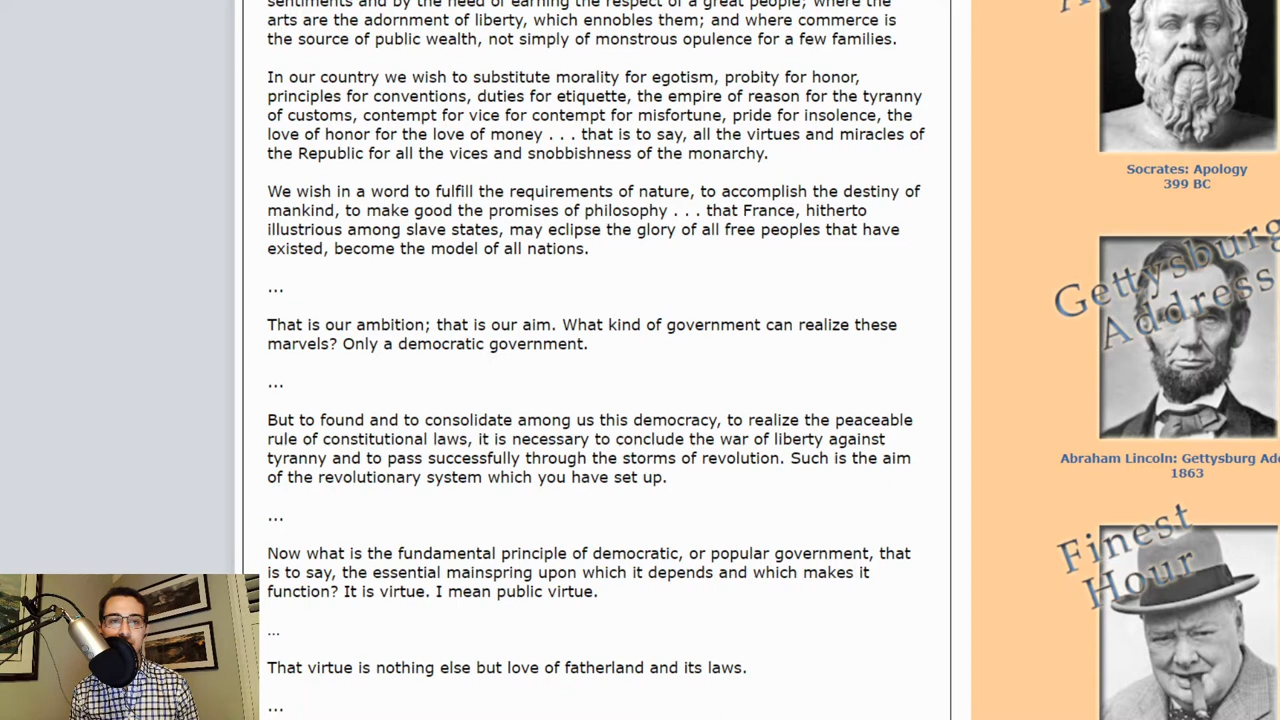 sentiments and by the need of earning the respect of a great people; where the
arts are the adornment of liberty, which ennobles them; and where commerce is
the source of public wealth, not simply of monstrous opulence for a few families.
In our country we wish to substitute morality for egotism, probity for honor,
principles for conventions, duties for etiquette, the empire of reason for the tyranny
of customs, contempt for vice for contempt for misfortune, pride for insolence, the
love of honor for the love of money . . . that is to say, all the virtues and miracles of
the Republic for all the vices and snobbishness of the monarchy.
We wish in a word to fulfill the requirements of nature, to accomplish the destiny of
mankind, to make good the promises of philosophy . . . that France, hitherto
illustrious among slave states, may eclipse the glory of all free peoples that have
existed, become the model of all nations.
...
That is our ambition; that is our aim. What kind of government can realize these
marvels? Only a democratic government.
...
But to found and to consolidate among us this democracy, to realize the peaceable
rule of constitutional laws, it is necessary to conclude the war of liberty against
tyranny and to pass successfully through the storms of revolution. Such is the aim
of the revolutionary system which you have set up.
...
Now what is the fundamental principle of democratic, or popular government, that
is to say, the essential mainspring upon which it depends and which makes it
function? It is virtue. I mean public virtue.
...
That virtue is nothing else but love of fatherland and its laws.
...
Socrates: Apology
399 BC
Gettysburg
Address
Abraham Lincoln: Gettysburg
1863
Finest
Hour